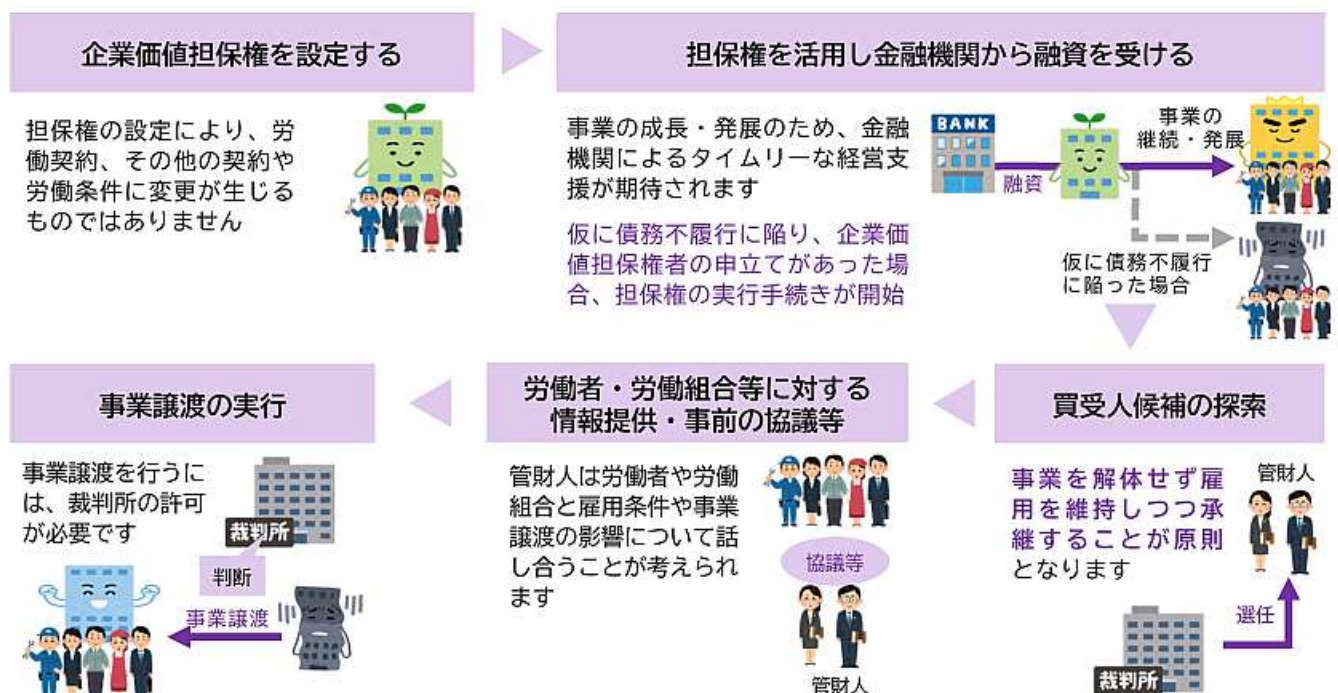 企業価値担保権を設定する
担保権の設定により、労
働契約、その他の契約や
労働条件に変更が生じる
ものではありません
担保権を活用し金融機関から融資を受ける
事業の成長・発展のため、金融
機関によるタイムリーな経営支
援が期待されます
仮に債務不履行に陥り、企業価
値担保権者の申立てがあった場
合、担保権の実行手続きが開始
BANK
融資
事業の
継続・発展
仮に債務不履行
に陥った場合
買受人候補の探索
事業を解体せず雇
用を維持しつつ承
継することが原則
となります
管財人
選任
裁判所
労働者・労働組合等に対する
情報提供・事前の協議等
管財人は労働者や労働
組合と雇用条件や事業
譲渡の影響について話
し合うことが考えられ
ます
協議等
管財人
事業譲渡の実行
事業譲渡を行うに
は、裁判所の許可
が必要です
裁判所
判断
事業譲渡